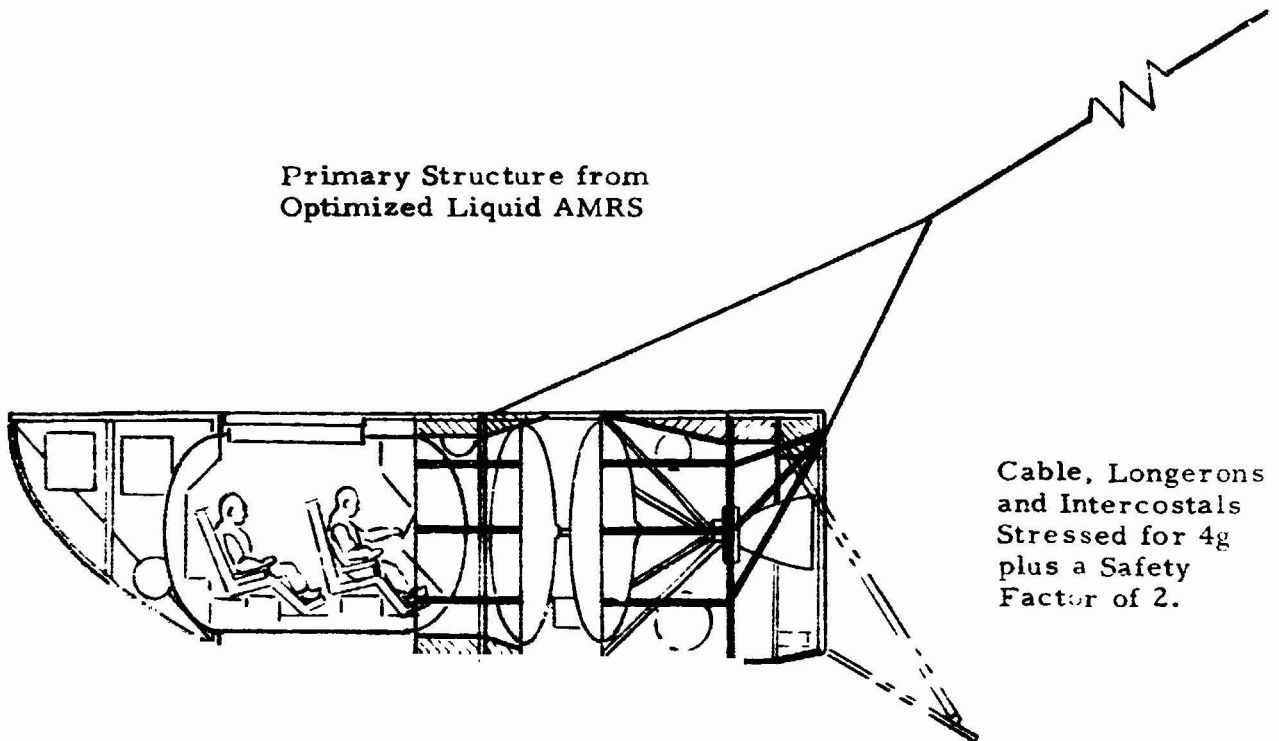 Primary Structure from
Optimized Liquid AMRS
Cable, Longerons
and Intercostals
Stressed for 4g
plus a Safety
Factor of 2.